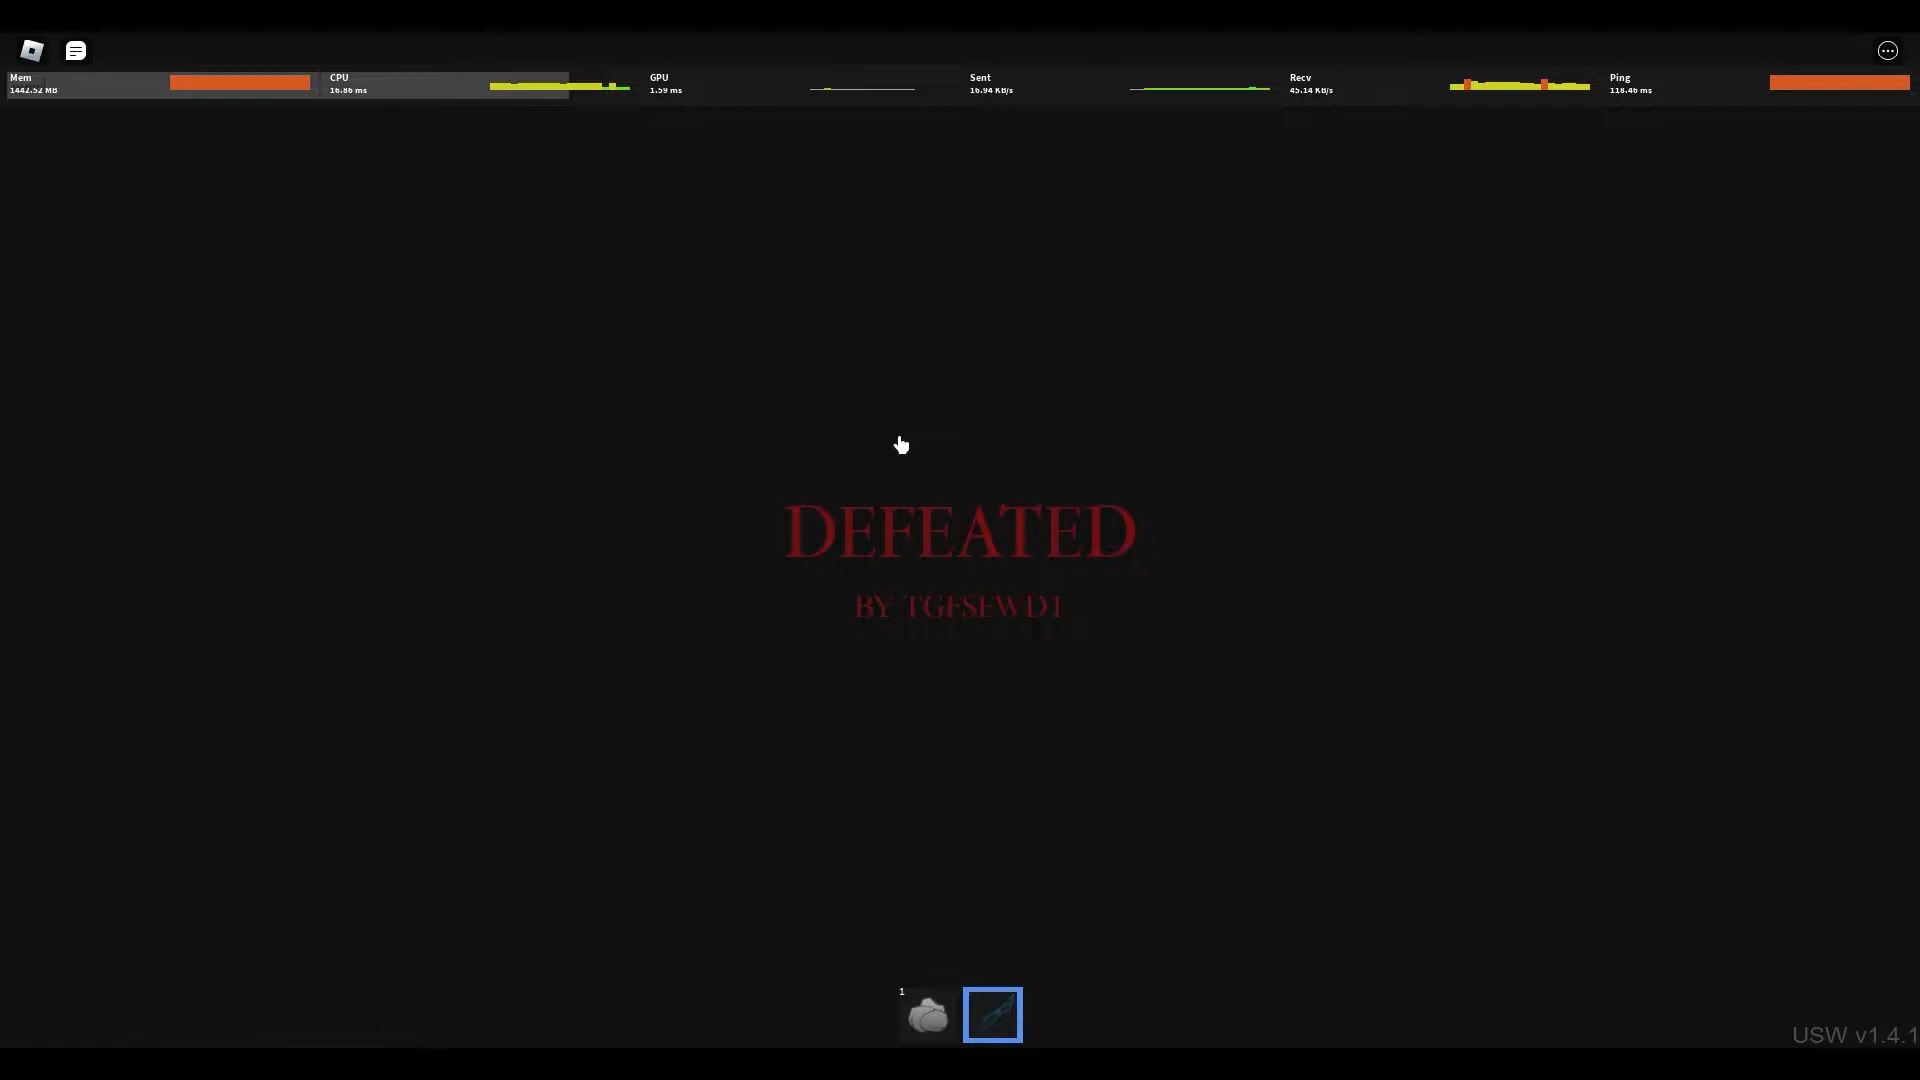 Mem
1442.52 MB
CPU
16.86 ms
GPU
1.59 ms
Sent
16.94 KB/s
Recv
45.14 KB/s
Ping
118.46 ms
DEFEATED
BY TGFSEWD1
1
USW v1.4.1